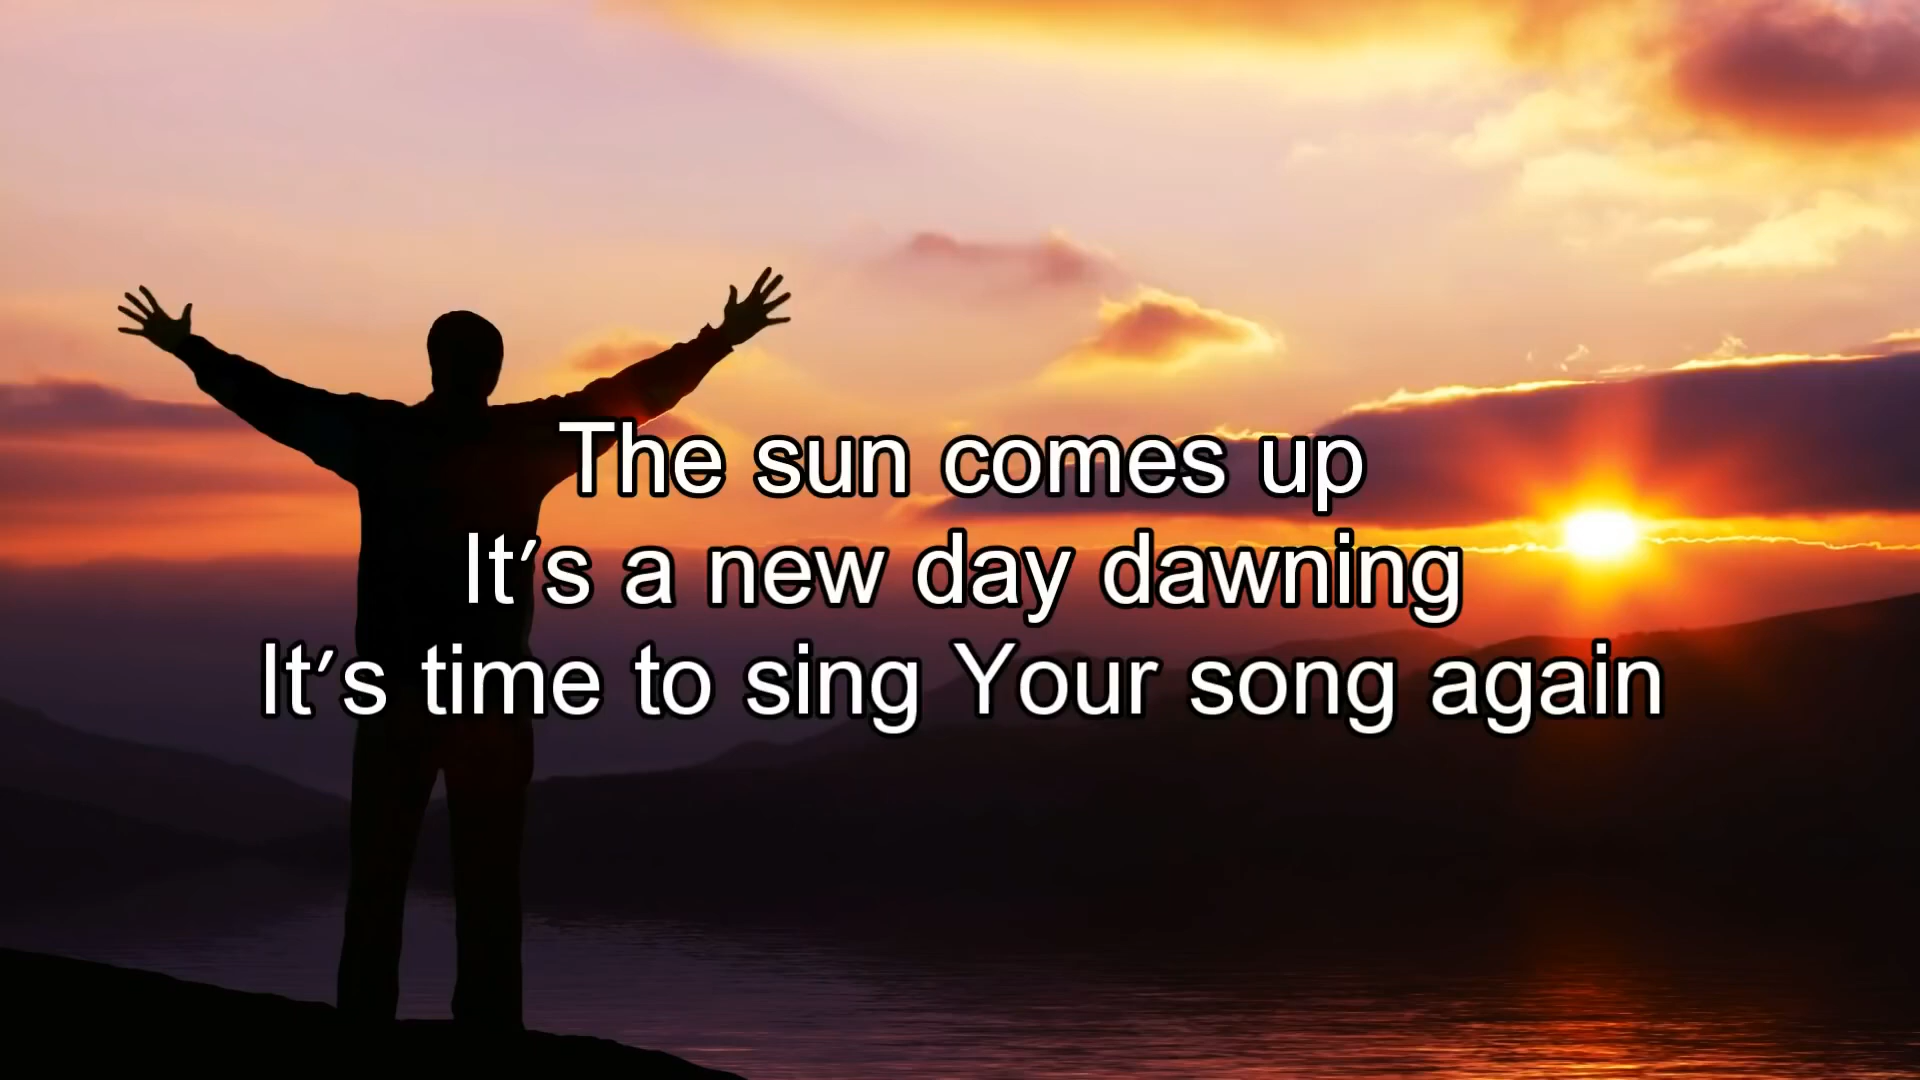 The sun comes up
It's a new day dawning
It's time to sing Your song again